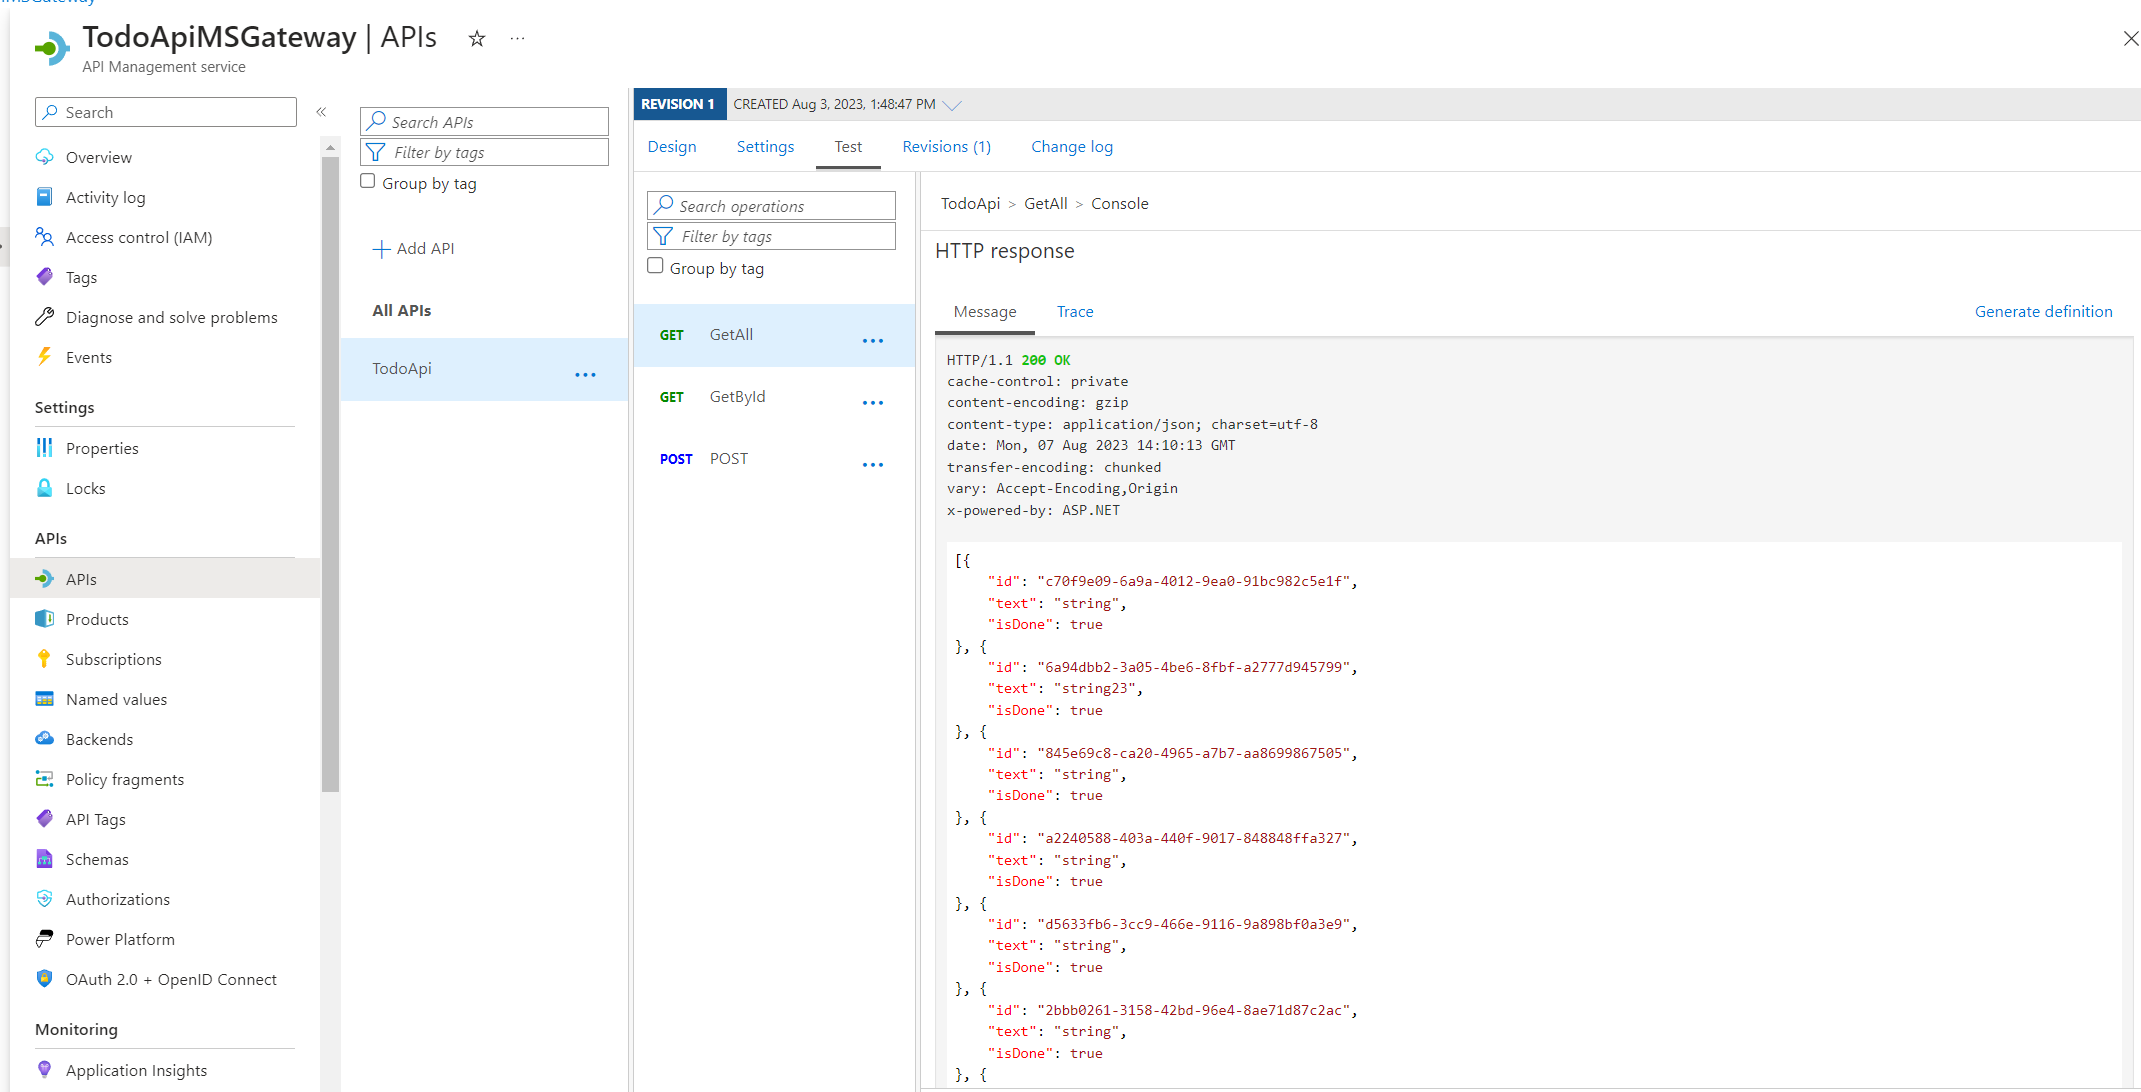 TodoApiMSGateway | APIs
API Management service
Search
Overview
Activity log
Access control (IAM)
Tags
Diagnose and solve problems
Events
Settings
Properties
Locks
APIs
APIs
Products
Subscriptions
Named values
Backends
Policy fragments
API Tags
Schemas
Authorizations
Power Platform
OAuth 2.0 + OpenID Connect
Monitoring
Application Insights
Search APIs
Filter by tags
Group by tag
Add API
All APIs
TodoApi
REVISION 1 CREATED Aug 3, 2023, 1:48:47 PM
Design Settings Test Revisions (1) Change log
Search operations
Filter by tags
Group by tag
GET GetAll
GET GetById
POST POST
TodoApi > GetAll > Console
HTTP response
Message Trace Generate definition
HTTP/1.1 200 OK
cache-control: private
content-encoding: gzip
content-type: application/json; charset=utf-8
date: Mon, 07 Aug 2023 14:10:13 GMT
transfer-encoding: chunked
vary: Accept-Encoding,Origin
x-powered-by: ASP.NET
[{
"id": "c70f9e09-6a9a-4012-9ea0-91bc982c5e1f",
"text": "string",
"isDone": true
}, {
"id": "6a94dbb2-3a05-4be6-8fbf-a2777d945799",
"text": "string23",
"isDone": true
}, {
"id": "845e69c8-ca20-4965-a7b7-aa8699867505",
"text": "string",
"isDone": true
}, {
"id": "a2240588-403a-440f-9017-848848ffa327",
"text": "string",
"isDone": true
}, {
"id": "d5633fb6-3cc9-466e-9116-9a898bf0a3e9",
"text": "string",
"isDone": true
}, {
"id": "2bbb0261-3158-42bd-96e4-8ae71d87c2ac",
"text": "string",
"isDone": true
}, {